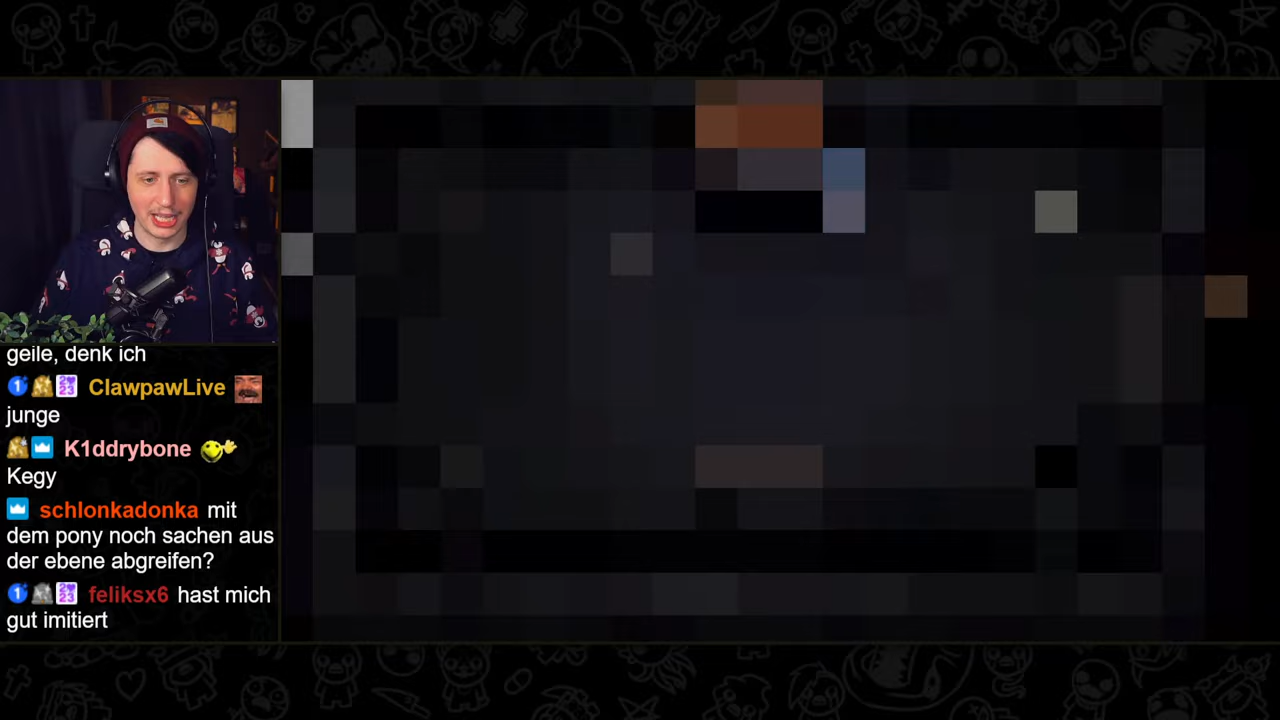 geile, denk ich
ClawpawLive
junge
K1ddrybone
Kegy
schlonkadonka mit
dem pony noch sachen aus
der ebene abgreifen?
feliksx6 hast mich
gut imitiert